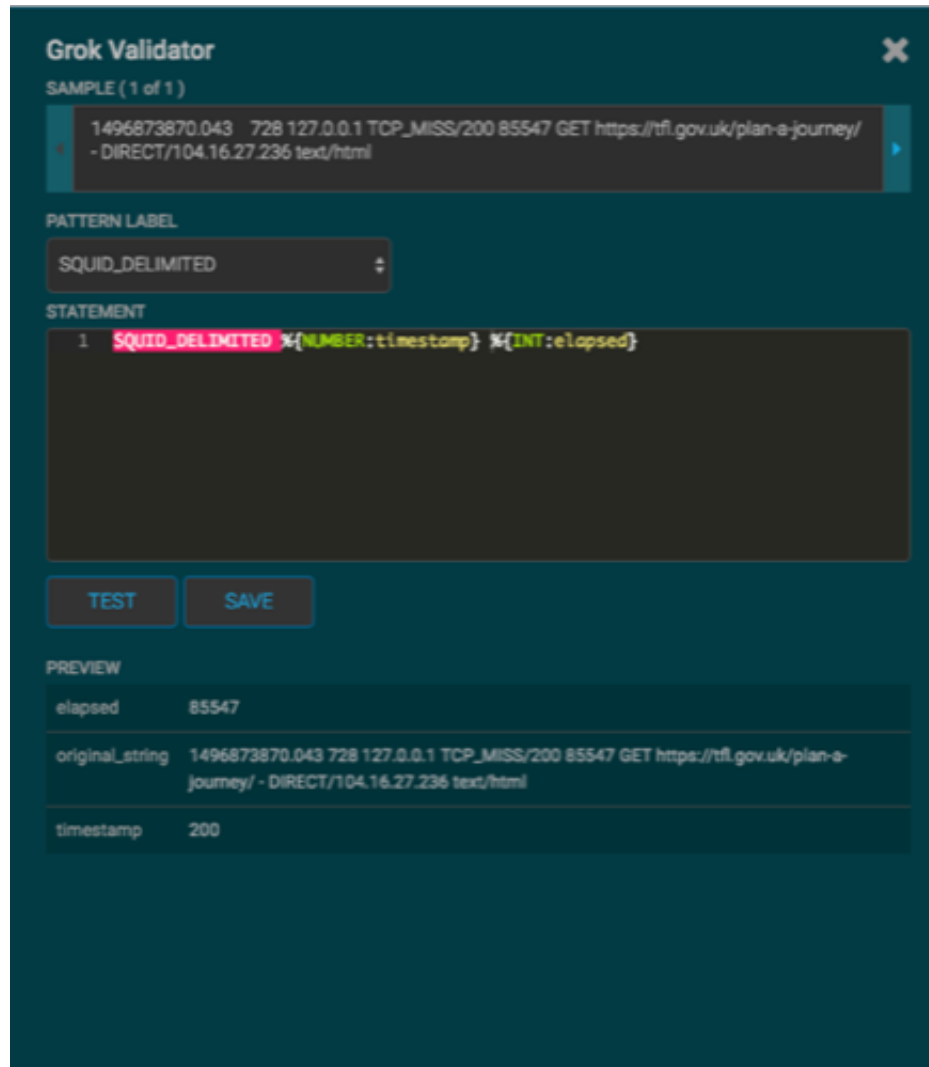 Grok Validator
SAMPLE ( 1 of 1 )
1496873870.043 728 127.0.0.1 TCP_MISS/200 85547 GET https://tfl.gov.uk/plan-a-journey/
- DIRECT/104.16.27.236 text/html
PATTERN LABEL
SQUID_DELIMITED
STATEMENT
1 SQUID_DELIMITED %{NUMBER:timestamp} %{INT:elapsed}
TEST SAVE
PREVIEW
elapsed 85547
original_string 1496873870.043 728 127.0.0.1 TCP_MISS/200 85547 GET https://tfl.gov.uk/plan-a-
journey/ - DIRECT/104.16.27.236 text/html
timestamp 200